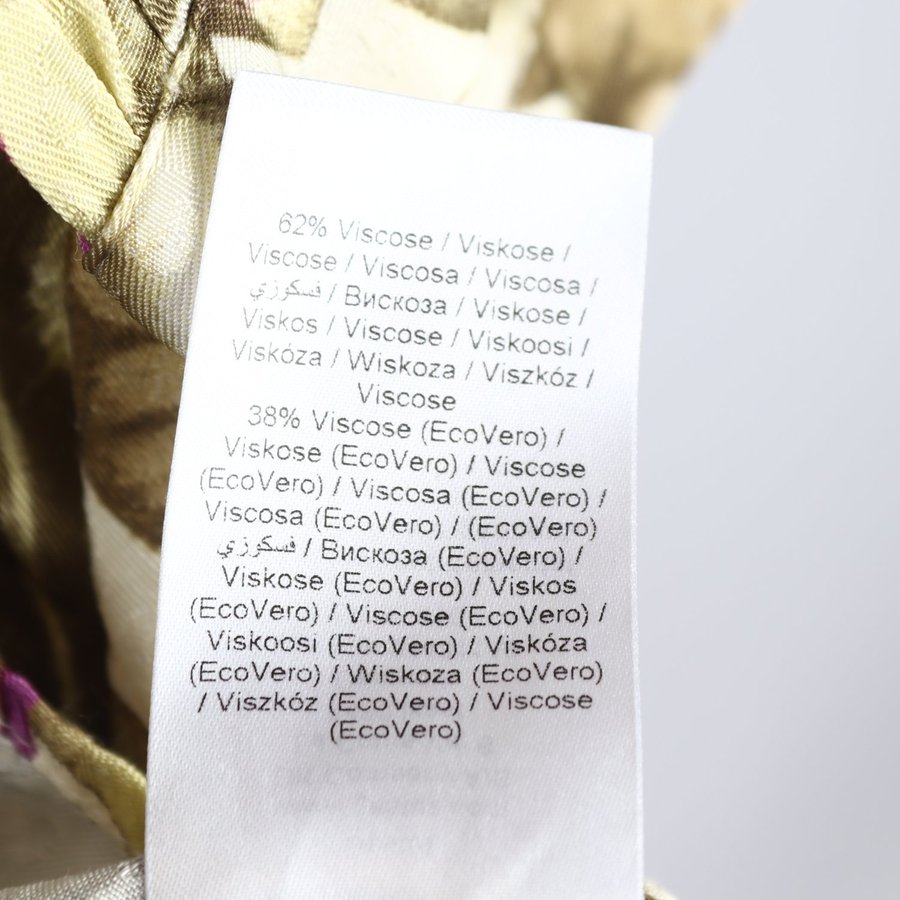 62% Viscose / Viskose /
Viscose / Viscosa / Viscosa /
فسكوزي / Вискоза / Viskose /
Viskos / Viscose / Viskoosi /
Viskóza / Wiskoza / Viszkóz /
Viscose
38% Viscose (EcoVero) /
Viskose (EcoVero) / Viscose
(EcoVero) / Viscosa (EcoVero) /
Viscosa (EcoVero) / (EcoVero)
فسكوزي / Вискоза (EcoVero) /
Viskose (EcoVero) / Viskos
(EcoVero) / Viscose (EcoVero) /
Viskoosi (EcoVero) / Viskóza
(EcoVero) / Wiskoza (EcoVero)
/ Viszkóz (EcoVero) / Viscose
(EcoVero)